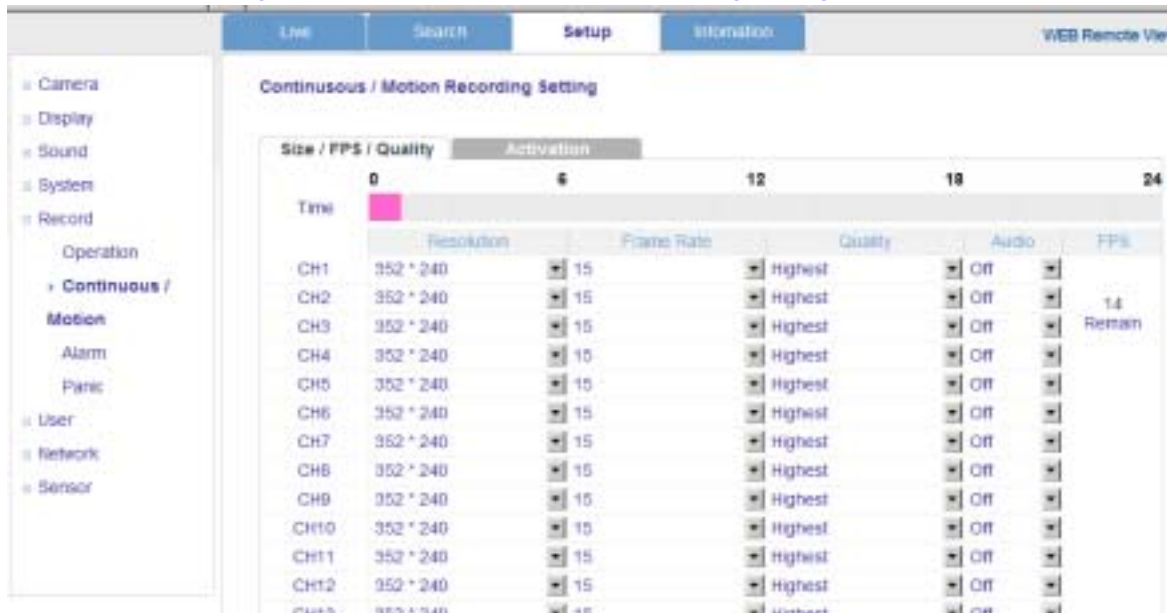 Live Search Setup Infomation WEB Remote Vie
Camera
Display
Sound
System
Record
Operation
Continuous /
Motion
Alarm
Panic
User
Network
Sensor
Continusous / Motion Recording Setting
Size / FPS / Quality Activation
0 6 12 18 24
Time
Resolution Frame Rate Quality Audio FPS
CH1 352 * 240 15 Highest Off
CH2 352 * 240 15 Highest Off
14
Remain
CH3 352 * 240 15 Highest Off
CH4 352 * 240 15 Highest Off
CH5 352 * 240 15 Highest Off
CH6 352 * 240 15 Highest Off
CH7 352 * 240 15 Highest Off
CH8 352 * 240 15 Highest Off
CH9 352 * 240 15 Highest Off
CH10 352 * 240 15 Highest Off
CH11 352 * 240 15 Highest Off
CH12 352 * 240 15 Highest Off